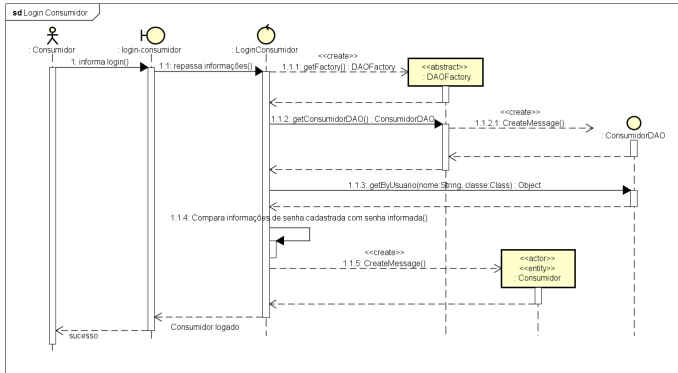 sd Login Consumidor
: Consumidor
: login-consumidor
: LoginConsumidor
1: informa login()
1.1: repassa informações()
<<create>>
1.1.1: getFactory() : DAOFactory
<<abstract>>
: DAOFactory
1.1.2: getConsumidorDAO() : ConsumidorDAO
<<create>>
1.1.2.1: CreateMessage()
: ConsumidorDAO
1.1.3: getByUsuario(nome:String, classe:Class) : Object
1.1.4: Compara informações de senha cadastrada com senha informada()
<<create>>
1.1.5: CreateMessage()
<<actor>>
<<entity>>
: Consumidor
Consumidor logado
sucesso